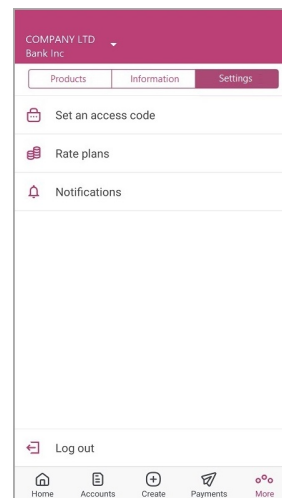 COMPANY LTD
Bank Inc
Products Information Settings
Set an access code
Rate plans
Notifications
Log out
Home Accounts Create Payments More